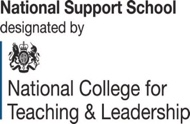 National Support School
designated by
National College for
Teaching & Leadership